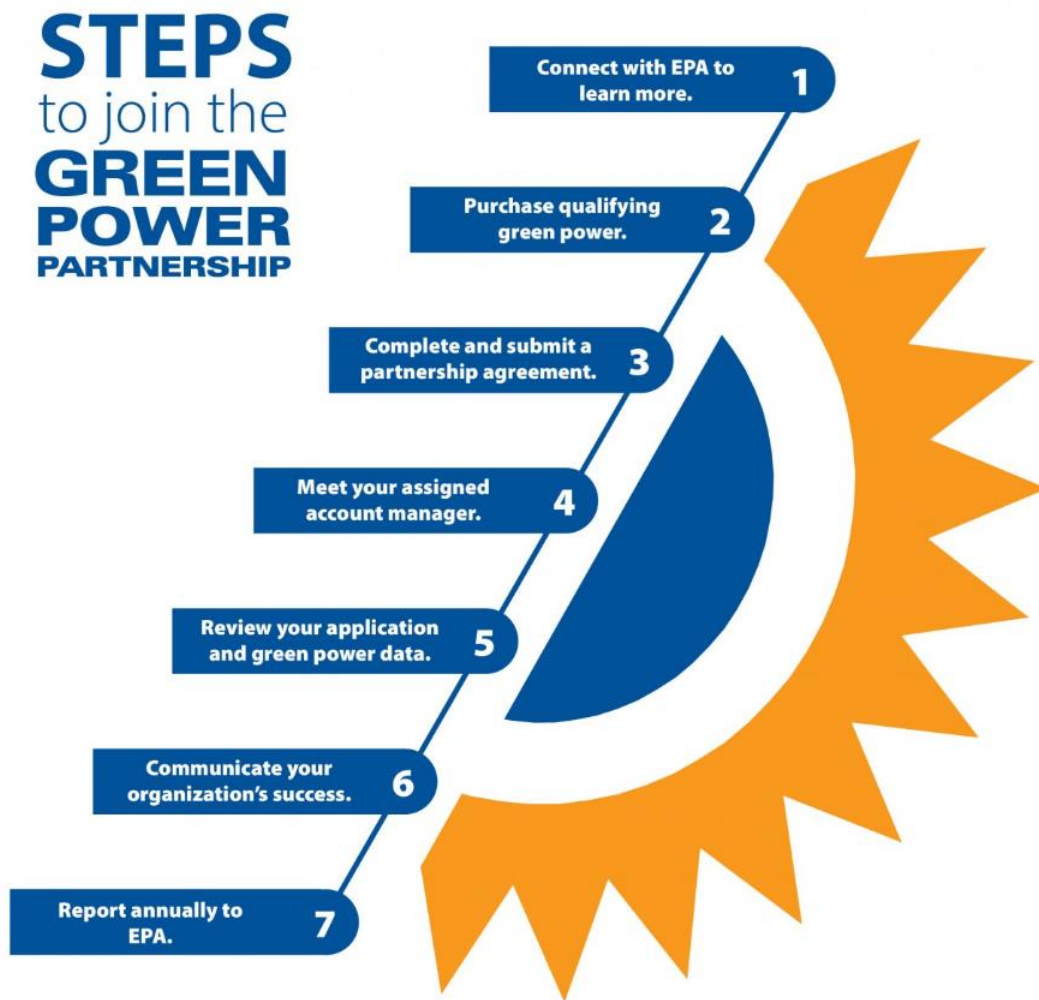 STEPS
to join the
GREEN
POWER
PARTNERSHIP
Connect with EPA to
learn more.
1
Purchase qualifying
green power.
2
Complete and submit a
partnership agreement.
3
Meet your assigned
account manager.
4
Review your application
and green power data.
5
Communicate your
organization’s success.
6
Report annually to
EPA.
7